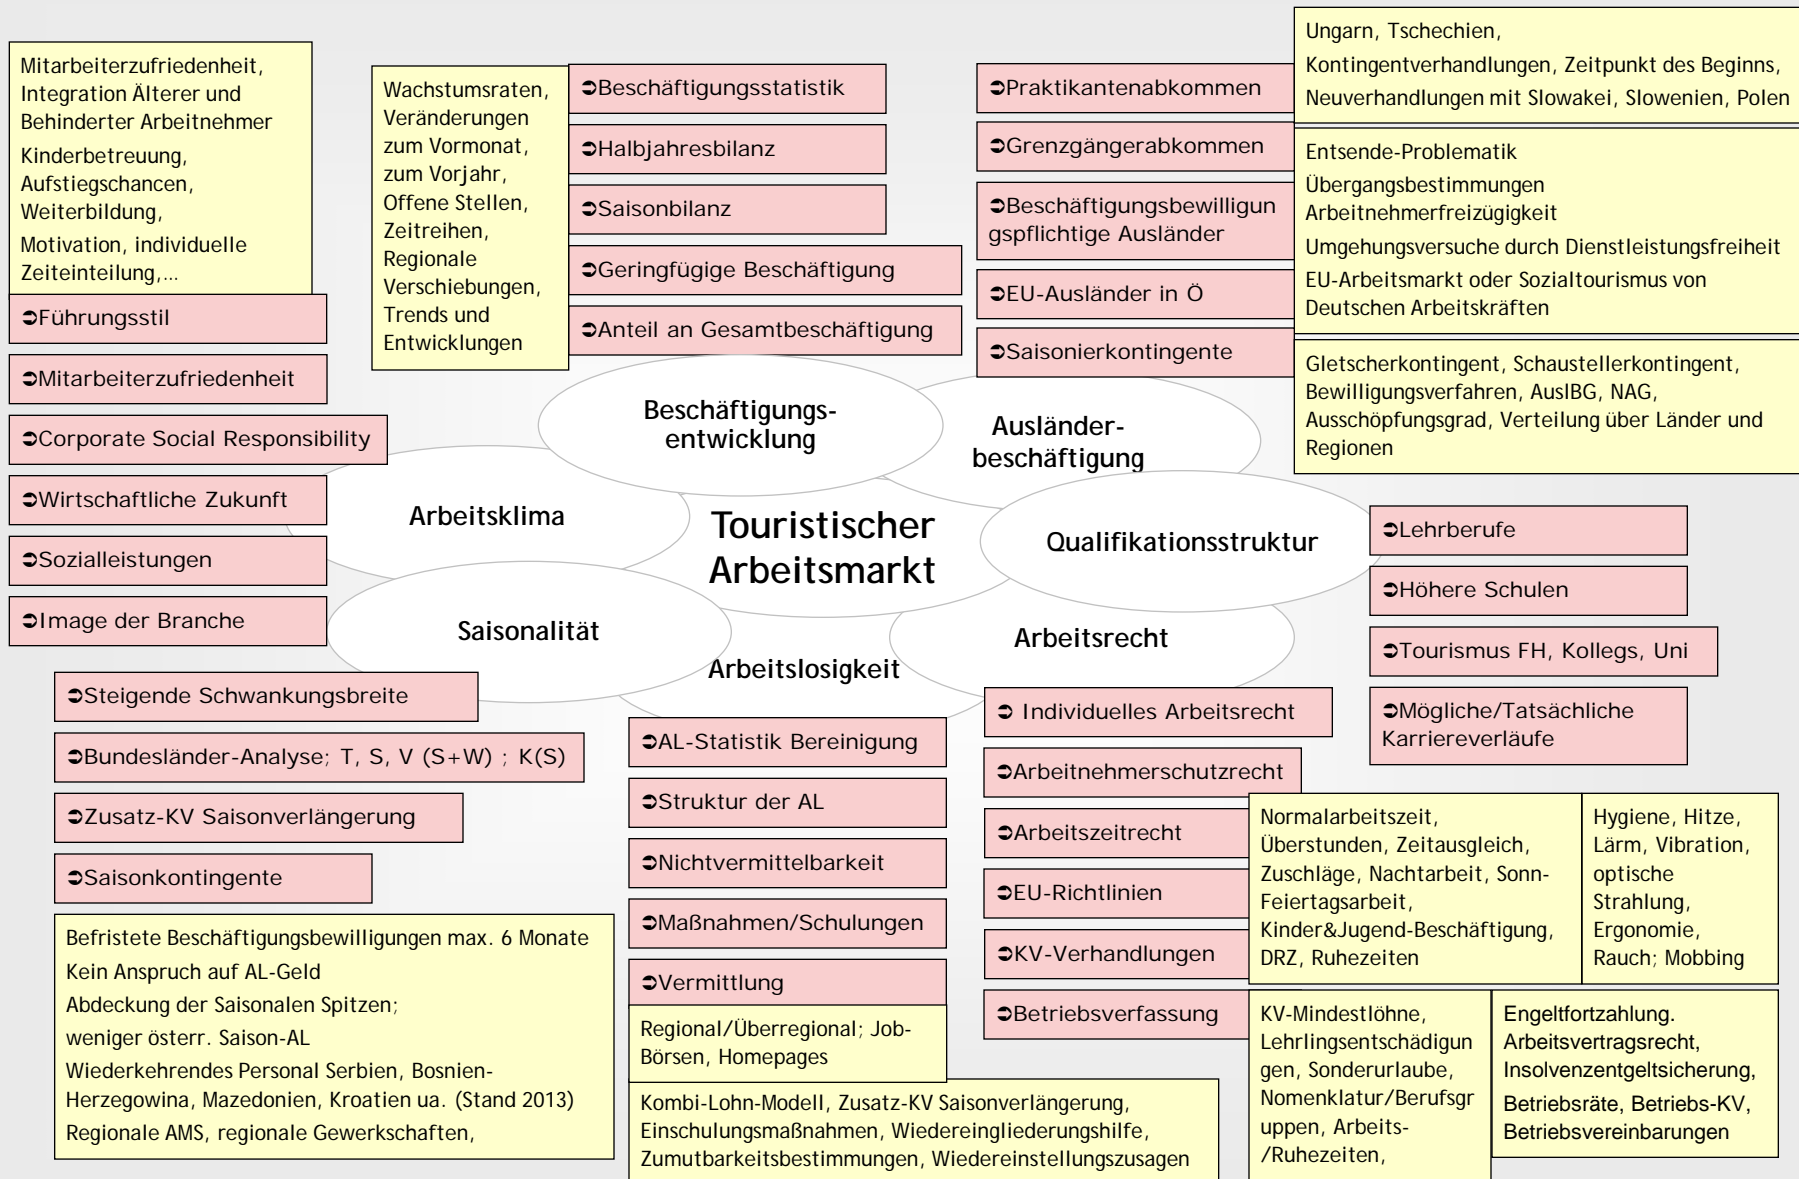 Mitarbeiterzufriedenheit,
Integration Älterer und
Behinderter Arbeitnehmer
Kinderbetreuung,
Aufstiegschancen,
Weiterbildung,
Motivation, individuelle
Zeiteinteilung,...
➲Führungsstil
➲Mitarbeiterzufriedenheit
➲Corporate Social Responsibility
➲Wirtschaftliche Zukunft
➲Sozialleistungen
➲Image der Branche
Wachstumsraten,
Veränderungen
zum Vormonat,
zum Vorjahr,
Offene Stellen,
Zeitreihen,
Regionale
Verschiebungen,
Trends und
Entwicklungen
➲Beschäftigungsstatistik
➲Halbjahresbilanz
➲Saisonbilanz
➲Geringfügige Beschäftigung
➲Anteil an Gesamtbeschäftigung
➲Praktikantenabkommen
➲Grenzgängerabkommen
➲Beschäftigungsbewilligun
gspflichtige Ausländer
➲EU-Ausländer in Ö
➲Saisonierkontingente
Ungarn, Tschechien,
Kontingentverhandlungen, Zeitpunkt des Beginns,
Neuverhandlungen mit Slowakei, Slowenien, Polen
Entsende-Problematik
Übergangsbestimmungen
Arbeitnehmerfreizügigkeit
Umgehungsversuche durch Dienstleistungsfreiheit
EU-Arbeitsmarkt oder Sozialtourismus von
Deutschen Arbeitskräften
Gletscherkontingent, Schaustellerkontingent,
Bewilligungsverfahren, AuslBG, NAG,
Ausschöpfungsgrad, Verteilung über Länder und
Regionen
Beschäftigungs-
entwicklung
Ausländer-
beschäftigung
Arbeitsklima
Touristischer
Arbeitsmarkt
Qualifikationsstruktur
Saisonalität
Arbeitslosigkeit
Arbeitsrecht
➲Lehrberufe
➲Höhere Schulen
➲Tourismus FH, Kollegs, Uni
➲Mögliche/Tatsächliche
Karriereverläufe
➲Steigende Schwankungsbreite
➲Bundesländer-Analyse; T, S, V (S+W) ; K(S)
➲Zusatz-KV Saisonverlängerung
➲Saisonkontingente
Befristete Beschäftigungsbewilligungen max. 6 Monate
Kein Anspruch auf AL-Geld
Abdeckung der Saisonalen Spitzen;
weniger österr. Saison-AL
Wiederkehrendes Personal Serbien, Bosnien-
Herzegowina, Mazedonien, Kroatien ua. (Stand 2013)
Regionale AMS, regionale Gewerkschaften,
➲AL-Statistik Bereinigung
➲Struktur der AL
➲Nichtvermittelbarkeit
➲Maßnahmen/Schulungen
➲Vermittlung
Regional/Überregional; Job-
Börsen, Homepages
Kombi-Lohn-Modell, Zusatz-KV Saisonverlängerung,
Einschulungsmaßnahmen, Wiedereingliederungshilfe,
Zumutbarkeitsbestimmungen, Wiedereinstellungszusagen
➲ Individuelles Arbeitsrecht
➲Arbeitnehmerschutzrecht
➲Arbeitszeitrecht
➲EU-Richtlinien
➲KV-Verhandlungen
➲Betriebsverfassung
Normalarbeitszeit,
Überstunden, Zeitausgleich,
Zuschläge, Nachtarbeit, Sonn-
Feiertagsarbeit,
Kinder&Jugend-Beschäftigung,
DRZ, Ruhezeiten
Hygiene, Hitze,
Lärm, Vibration,
optische
Strahlung,
Ergonomie,
Rauch; Mobbing
KV-Mindestlöhne,
Lehrlingsentschädigun
gen, Sonderurlaube,
Nomenklatur/Berufsgr
uppen, Arbeits-
/Ruhezeiten,
Engeltfortzahlung.
Arbeitsvertragsrecht,
Insolvenzentgeltsicherung,
Betriebsräte, Betriebs-KV,
Betriebsvereinbarungen